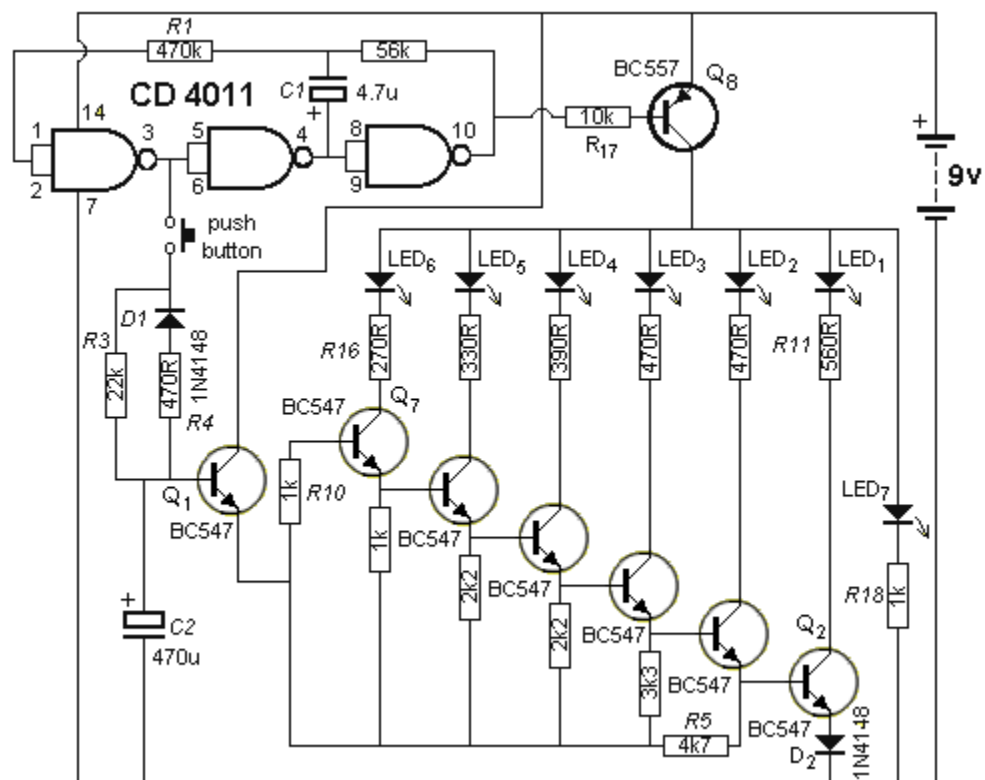 R1
470k
56k
CD 4011
C1
4.7u
+
BC557
Q8
14
1
2
3
7
5
6
4
8
9
10
10k
R17
+
9v
push
button
LED6
LED5
LED4
LED3
LED2
LED1
D1
R3
22k
470R
1N4148
R4
R16
270R
330R
390R
470R
470R
R11
560R
BC547
Q7
Q1
BC547
1k
R10
1k
BC547
2k2
BC547
2k2
BC547
3k3
BC547
R5
4k7
Q2
BC547
D2
1N4148
LED7
R18
1k
+
C2
470u